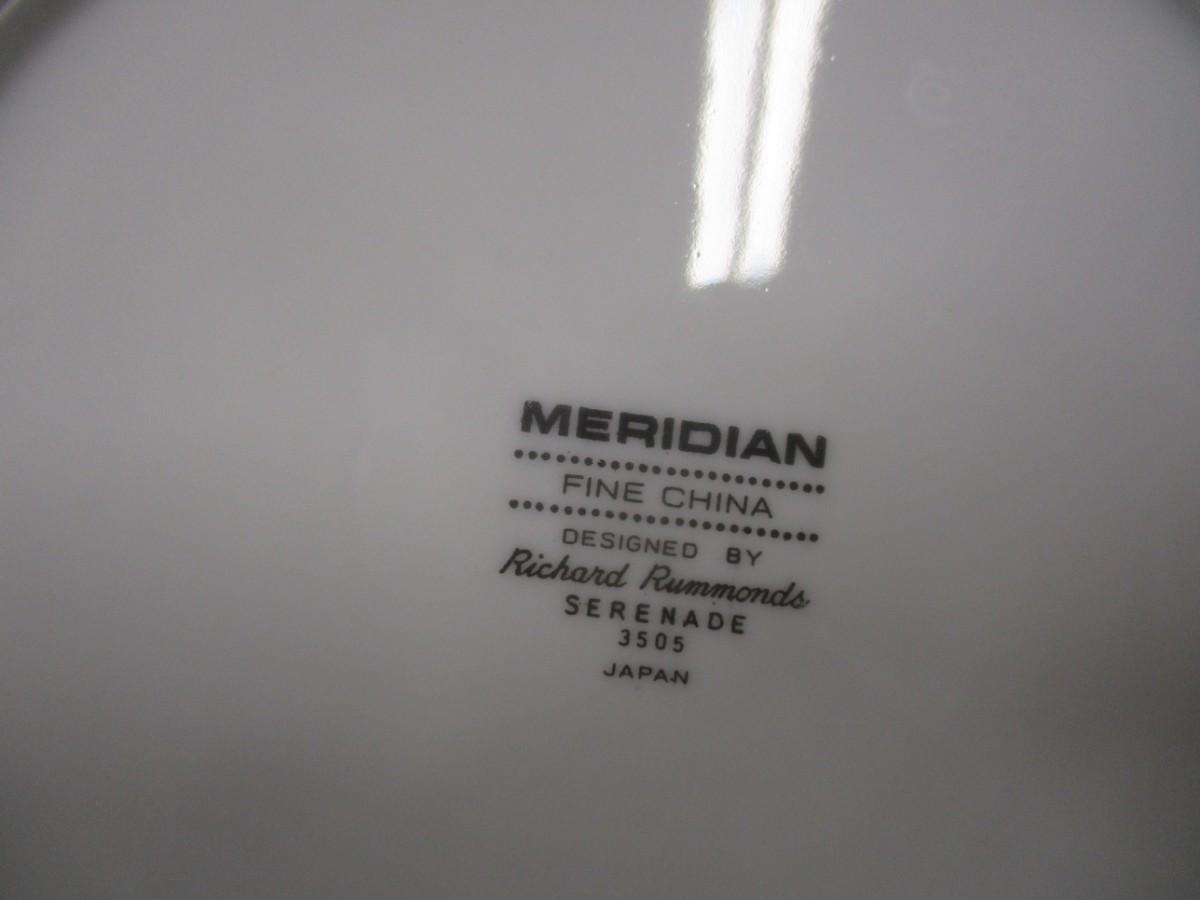 MERIDIAN
FINE CHINA
DESIGNED BY
Richard Rummonds
SERENADE
3505
JAPAN